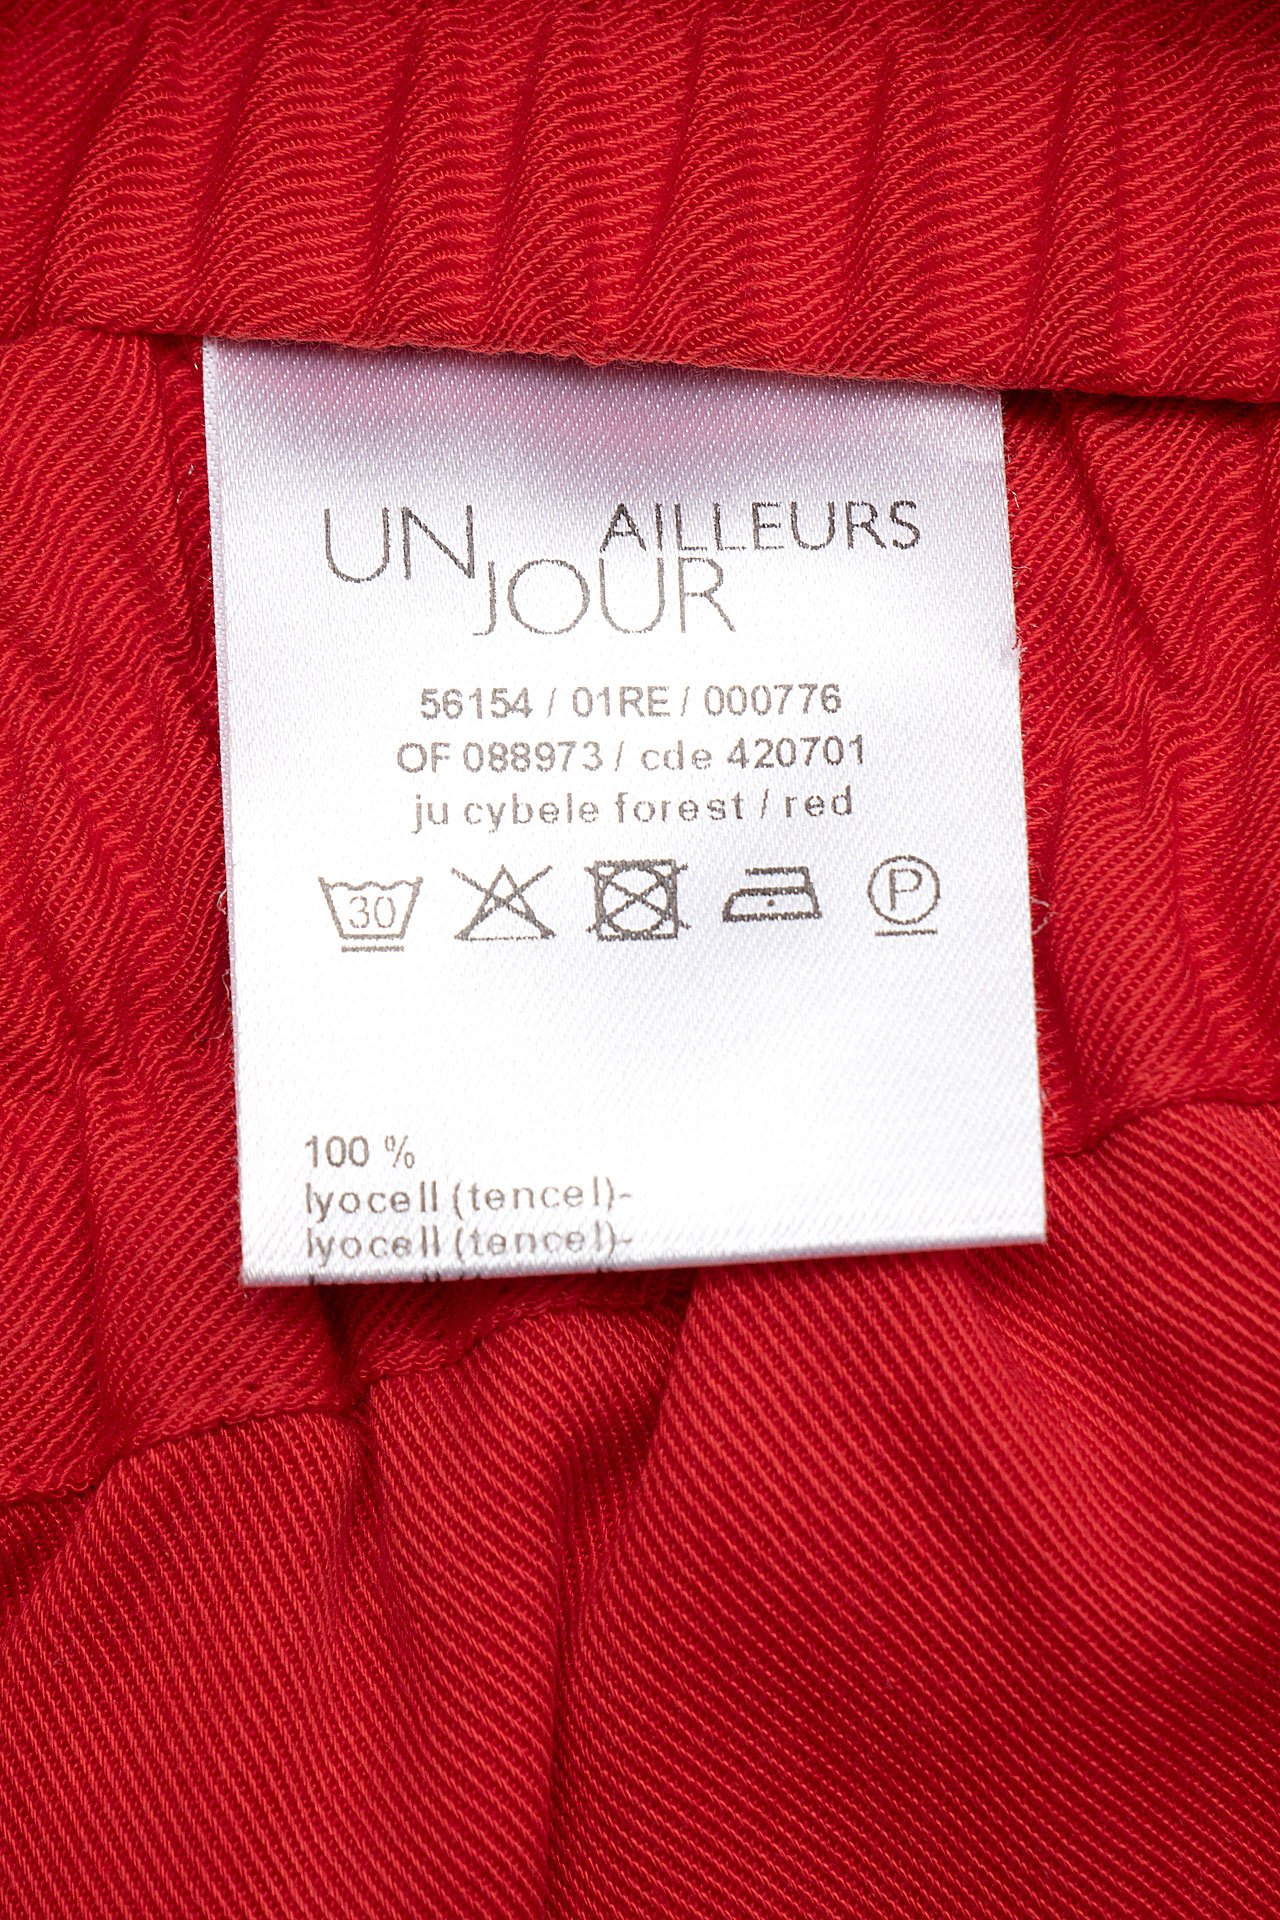 UN JOUR AILLEURS
56154 / 01RE / 000776
OF 088973 / cde 420701
ju cybele forest / red
30 P
100 %
lyocell (tencel)-
lyocell (tencel)-